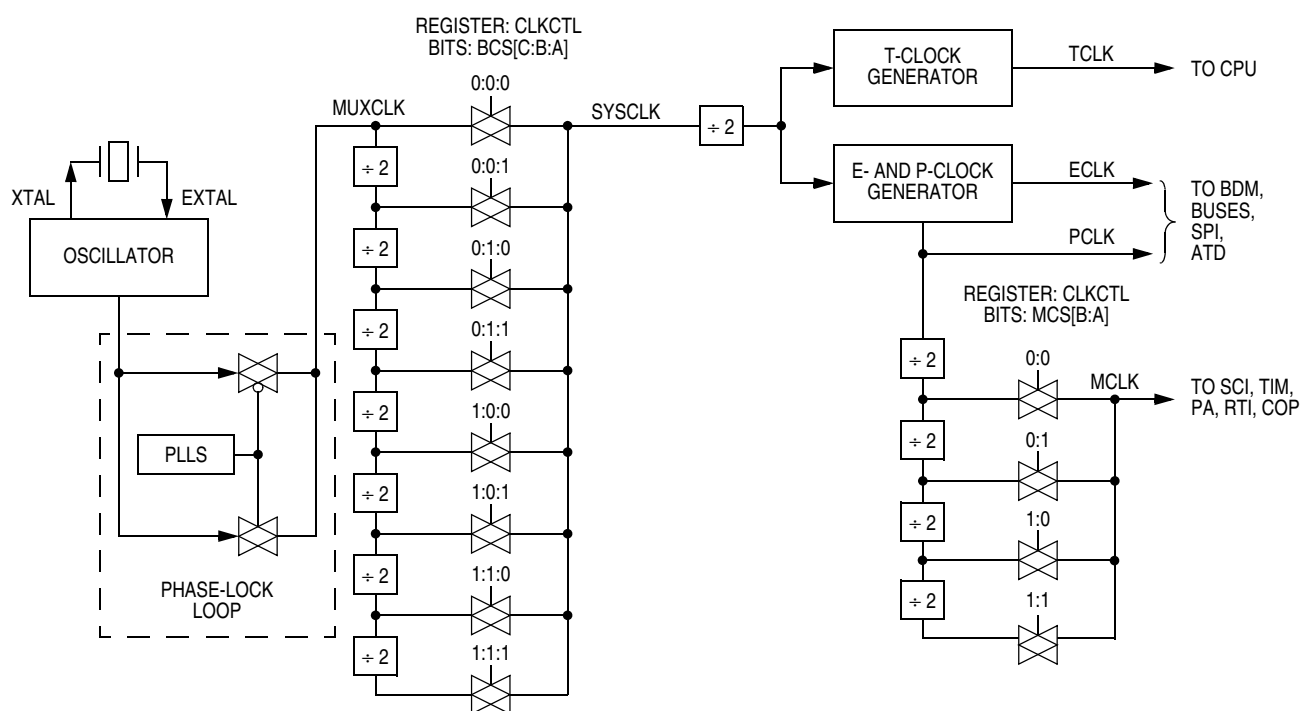 REGISTER: CLKCTL
BITS: BCS[C:B:A]
0:0:0
MUXCLK
SYSCLK
÷ 2
T-CLOCK
GENERATOR
TCLK
TO CPU
÷ 2
0:0:1
÷ 2
0:1:0
÷ 2
0:1:1
÷ 2
1:0:0
÷ 2
1:0:1
÷ 2
1:1:0
÷ 2
1:1:1
XTAL
EXTAL
OSCILLATOR
PLLS
PHASE-LOCK
LOOP
E- AND P-CLOCK
GENERATOR
ECLK
PCLK
TO BDM,
BUSES,
SPI,
ATD
REGISTER: CLKCTL
BITS: MCS[B:A]
÷ 2
0:0
MCLK
TO SCI, TIM,
PA, RTI, COP
÷ 2
0:1
÷ 2
1:0
÷ 2
1:1